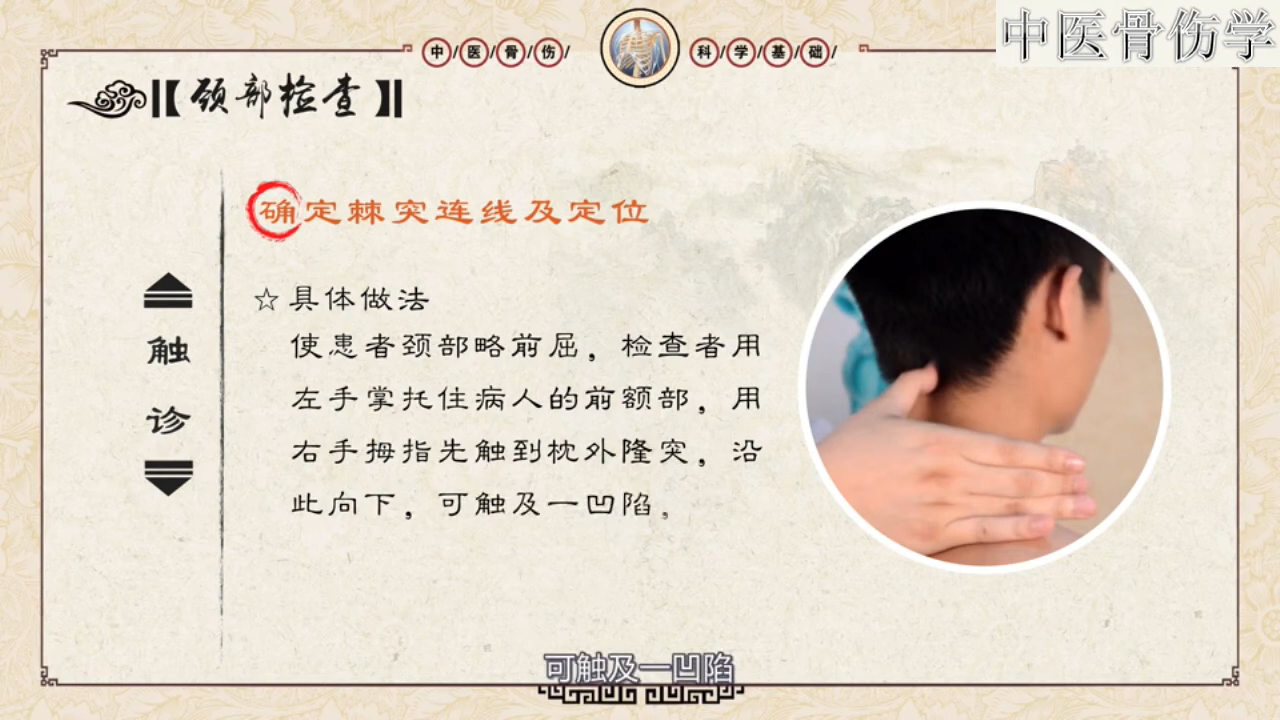 中/医/骨/伤/ 科/学/基/础/
中医骨伤学
【颈部检查】
确定棘突连线及定位
触诊
☆具体做法
使患者颈部略前屈，检查者用
左手掌托住病人的前额部，用
右手拇指先触到枕外隆突，沿
此向下，可触及一凹陷。
可触及一凹陷